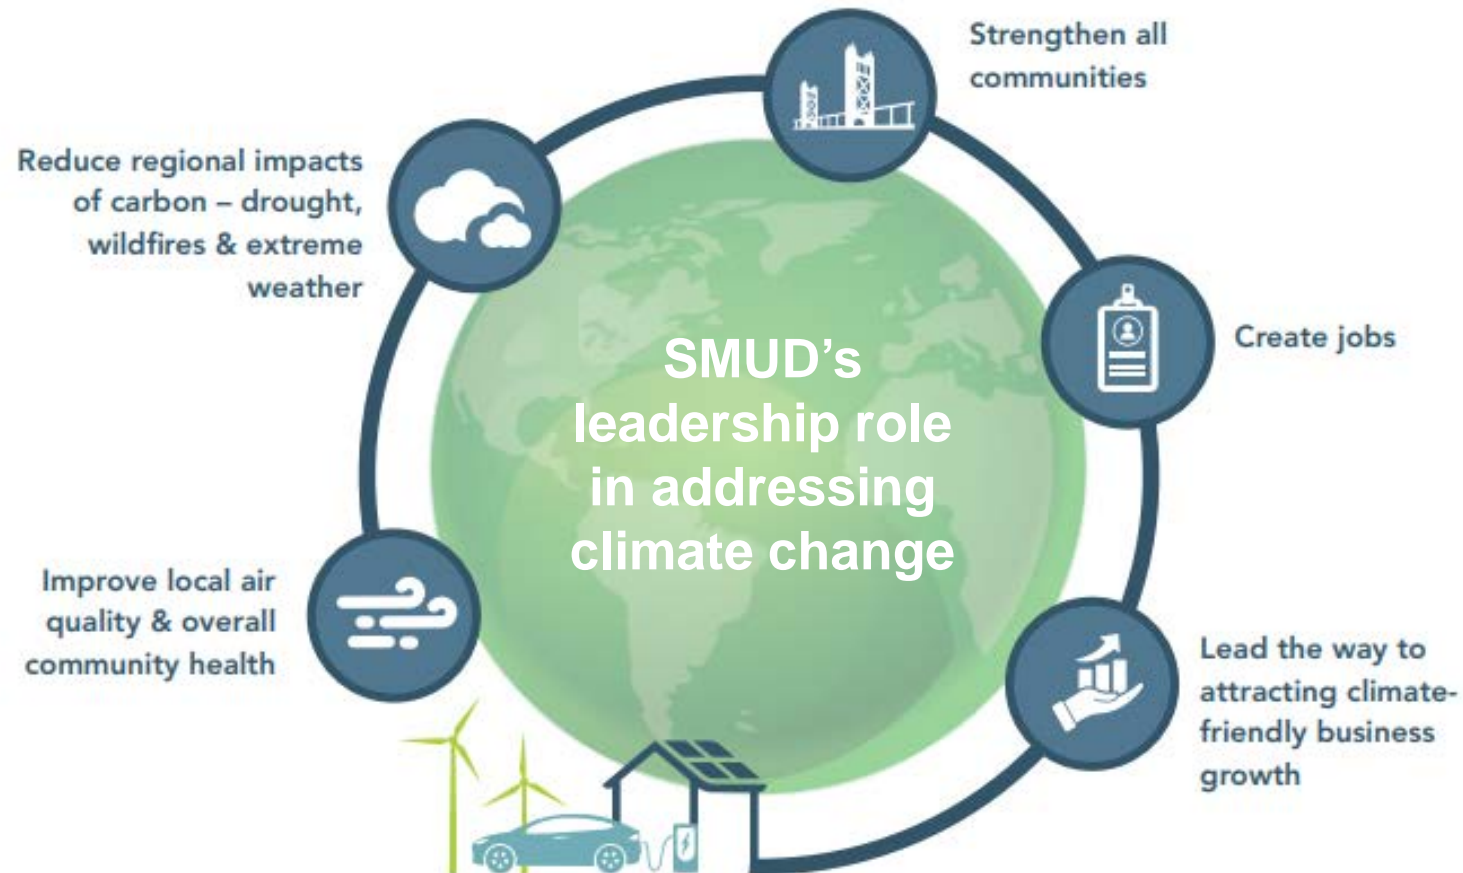 Strengthen all
communities
Reduce regional impacts
of carbon – drought,
wildfires & extreme
weather
SMUD’s
leadership role
in addressing
climate change
Create jobs
Improve local air
quality & overall
community health
Lead the way to
attracting climate-
friendly business
growth